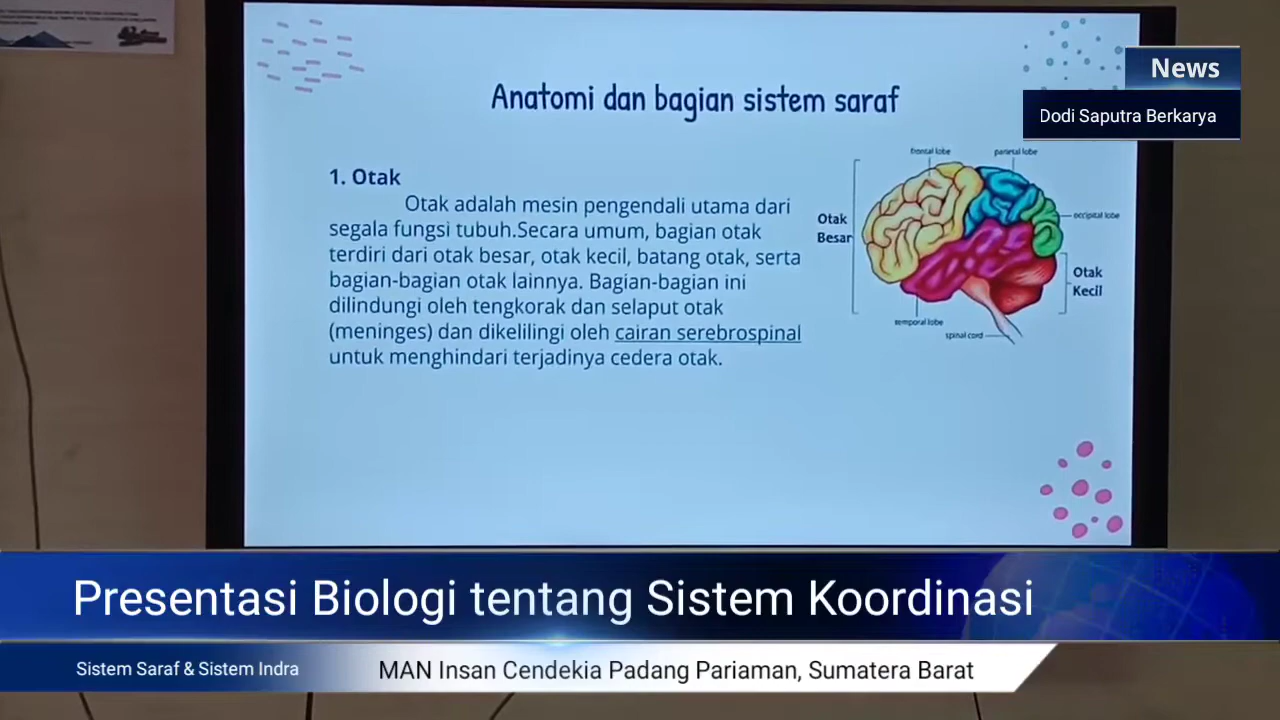 News
Dodi Saputra Berkarya
Anatomi dan bagian sistem saraf
1. Otak
Otak adalah mesin pengendali utama dari
segala fungsi tubuh.Secara umum, bagian otak
terdiri dari otak besar, otak kecil, batang otak, serta
bagian-bagian otak lainnya. Bagian-bagian ini
dilindungi oleh tengkorak dan selaput otak
(meninges) dan dikelilingi oleh cairan serebrospinal
untuk menghindari terjadinya cedera otak.
frontal lobe
parietal lobe
Otak
Besar
occipital lobe
Otak
Kecil
temporal lobe
spinal cord
Presentasi Biologi tentang Sistem Koordinasi
Sistem Saraf & Sistem Indra
MAN Insan Cendekia Padang Pariaman, Sumatera Barat